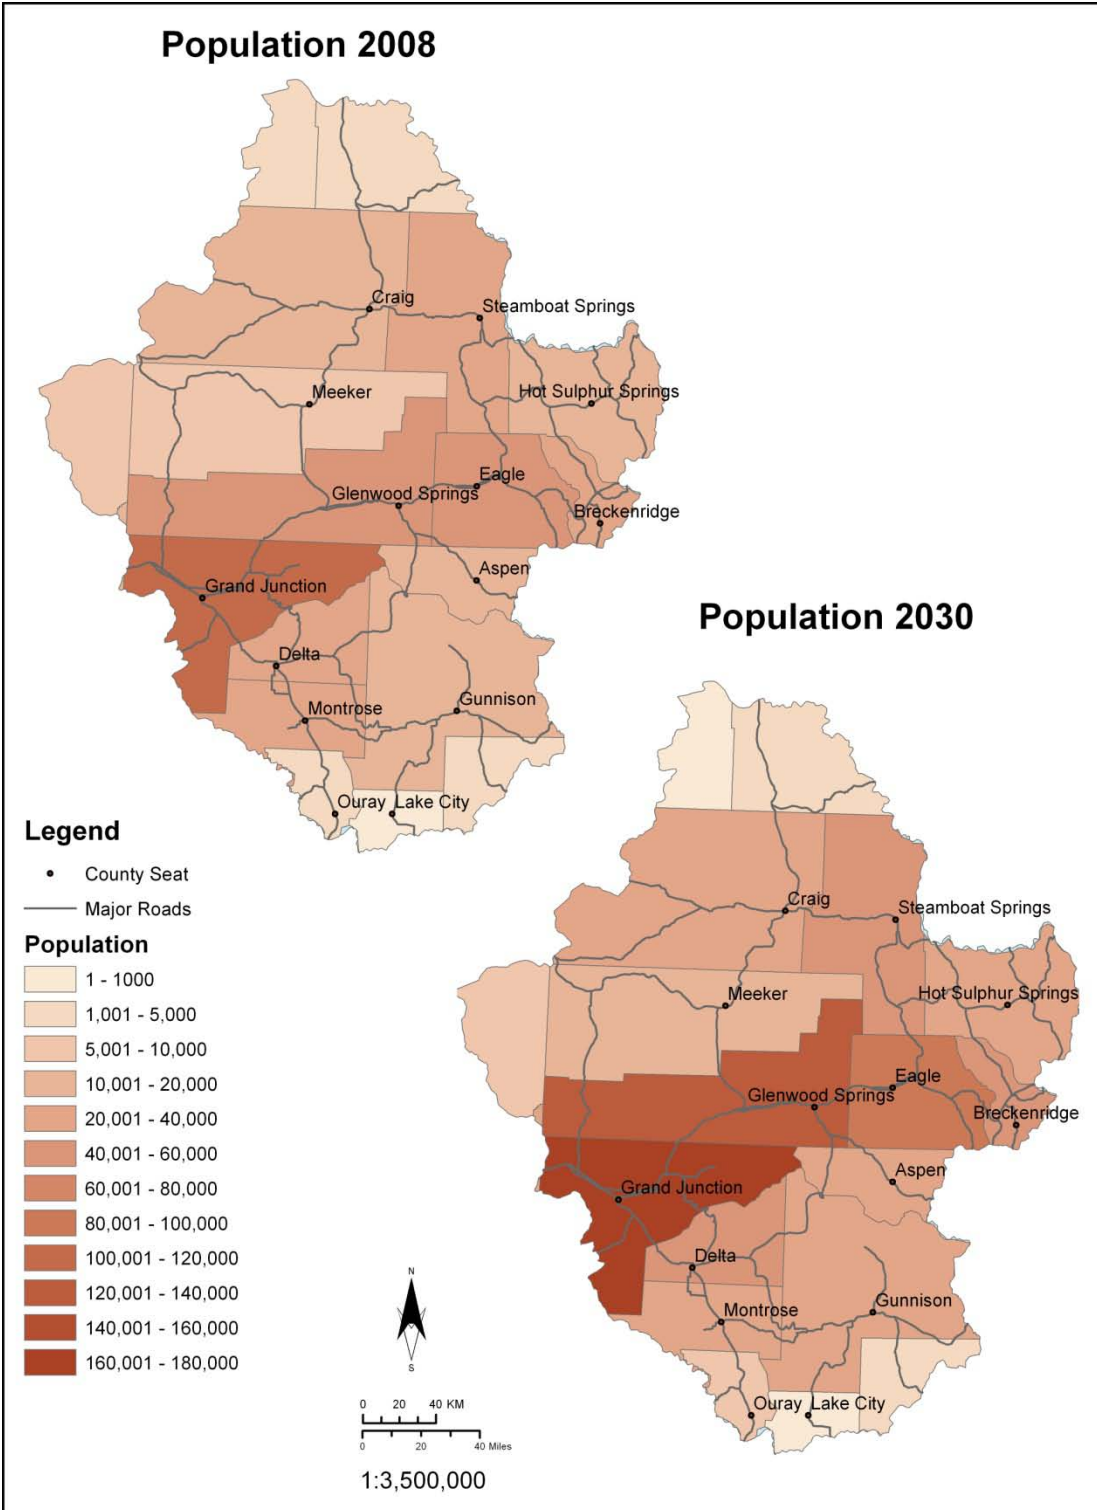 Population 2008
Craig
Steamboat Springs
Meeker
Hot Sulphur Springs
Eagle
Glenwood Springs
Breckenridge
Aspen
Grand Junction
Delta
Montrose
Gunnison
Ouray
Lake City
Population 2030
Craig
Steamboat Springs
Meeker
Hot Sulphur Springs
Eagle
Glenwood Springs
Breckenridge
Aspen
Grand Junction
Delta
Montrose
Gunnison
Ouray
Lake City
Legend
County Seat
Major Roads
Population
1 - 1000
1,001 - 5,000
5,001 - 10,000
10,001 - 20,000
20,001 - 40,000
40,001 - 60,000
60,001 - 80,000
80,001 - 100,000
100,001 - 120,000
120,001 - 140,000
140,001 - 160,000
160,001 - 180,000
N
S
0 20 40 KM
0 20 40 Miles
1:3,500,000